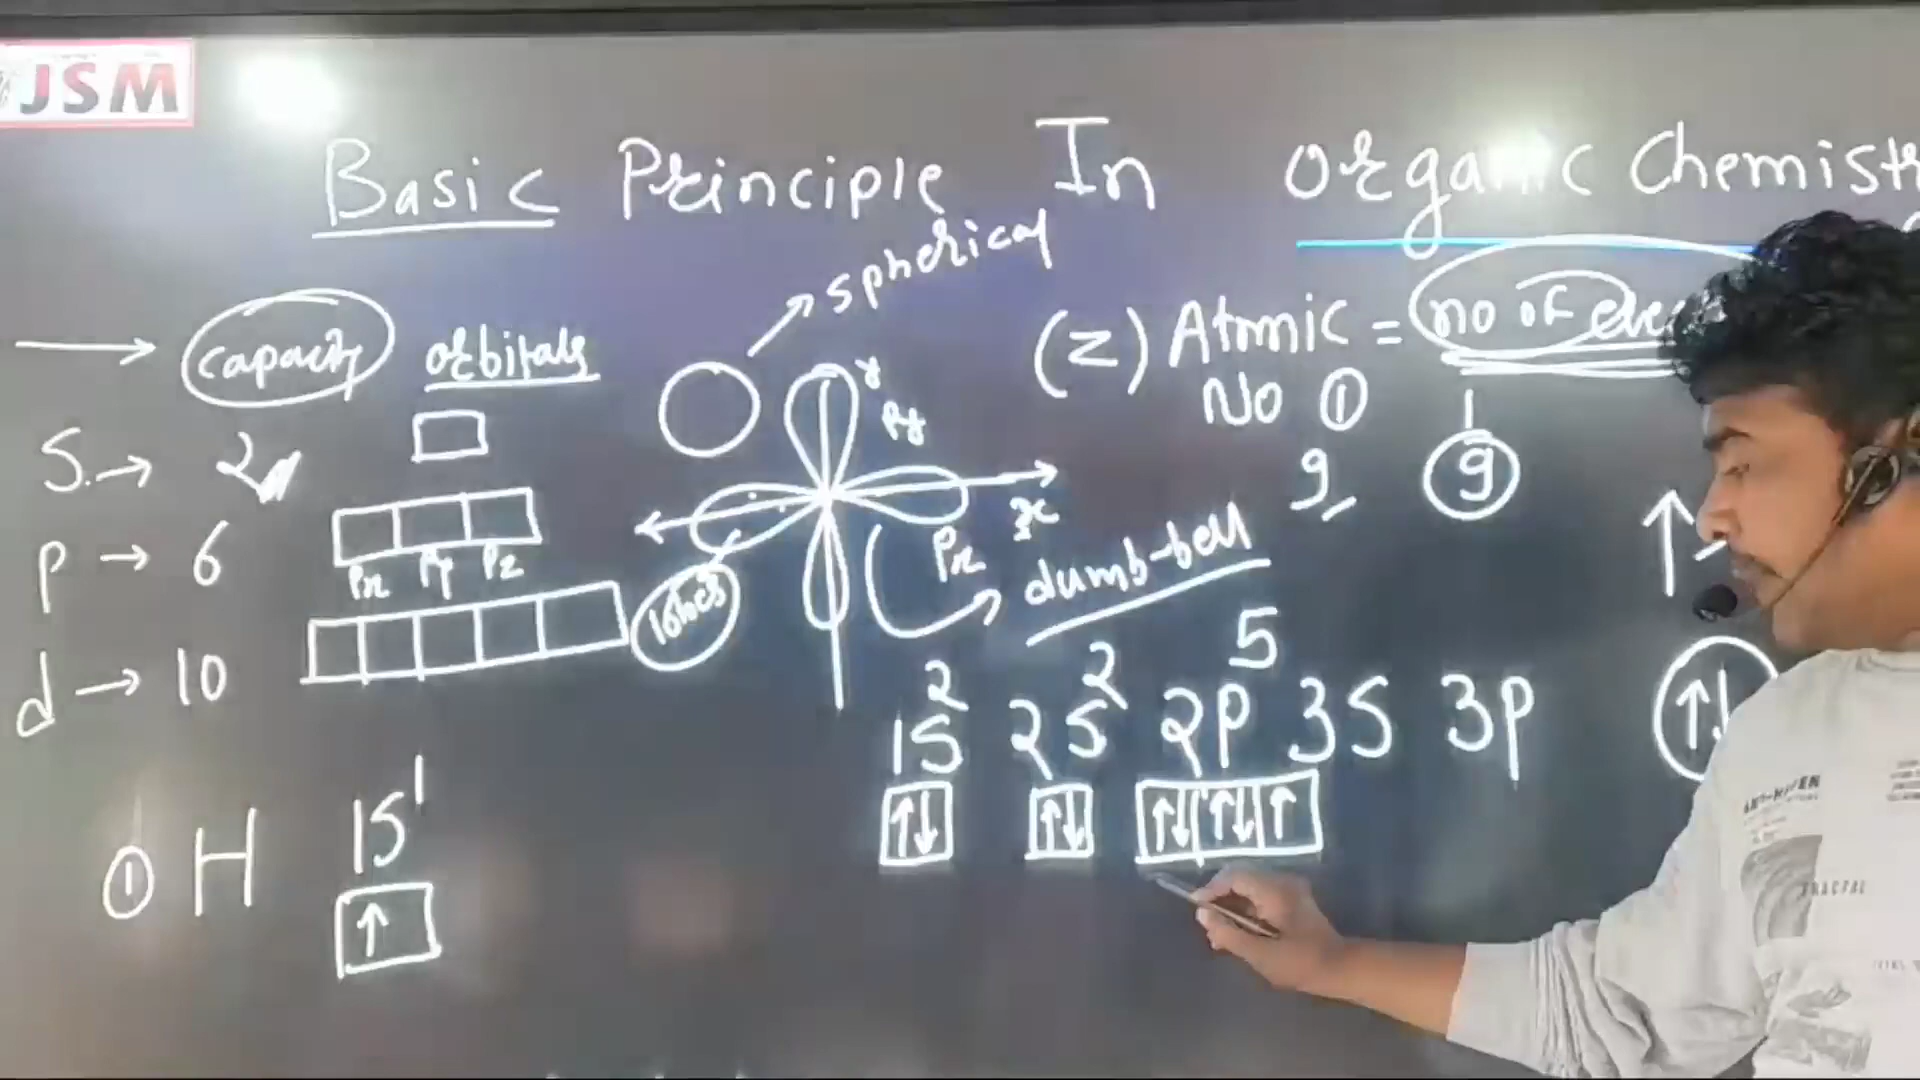 JSM
Basic Principle In Organic
spherical
→ capacity orbitals
(Z) Atomic = no of
No ① 1
9 9
S. → 2
y
Py
x
Px
dumb-bell
P → 6
Px Py Pz
lobes
d → 10
1S² 2S² 2P⁵ 3S 3P
↑↓ ↑↓ ↑↓ ↑↓ ↑
① H 1S¹
↑